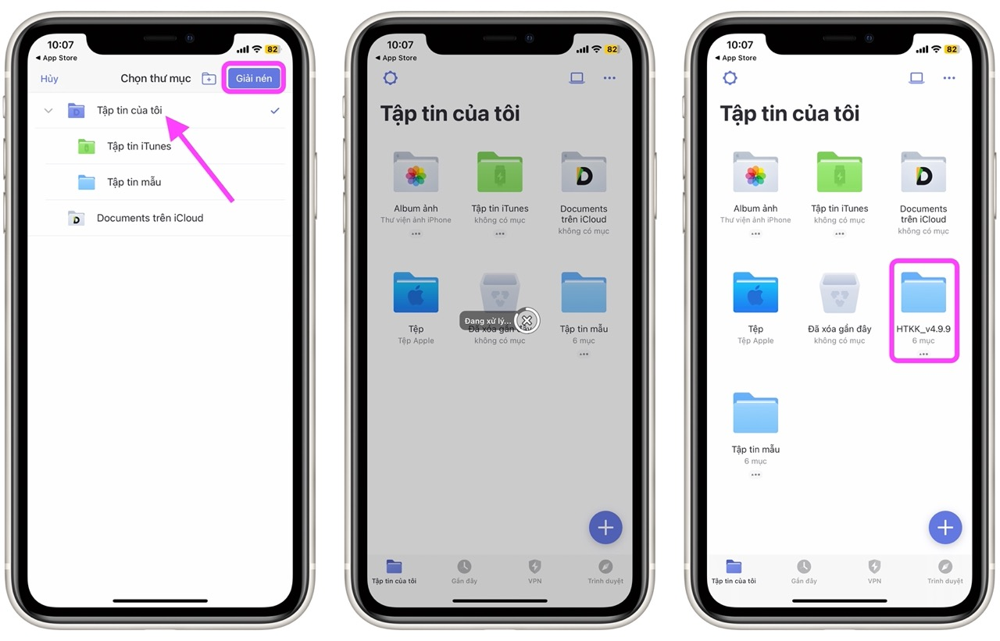 10:07
82
◀ App Store
Hủy
Chọn thư mục
Giải nén
Tập tin của tôi
Tập tin iTunes
Tập tin mẫu
Documents trên iCloud
10:07
82
◀ App Store
Tập tin của tôi
Album ảnh
Thư viện ảnh iPhone
Tập tin iTunes
không có mục
Documents
trên iCloud
không có mục
Tệp
Tệp Apple
Đang xử lý...
Đã xóa gần đây
không có mục
Tập tin mẫu
6 mục
Tập tin của tôi
Gần đây
VPN
Trình duyệt
10:07
82
◀ App Store
Tập tin của tôi
Album ảnh
Thư viện ảnh iPhone
Tập tin iTunes
không có mục
Documents
trên iCloud
không có mục
Tệp
Tệp Apple
Đã xóa gần đây
không có mục
HTKK_v4.9.9
6 mục
Tập tin mẫu
6 mục
Tập tin của tôi
Gần đây
VPN
Trình duyệt